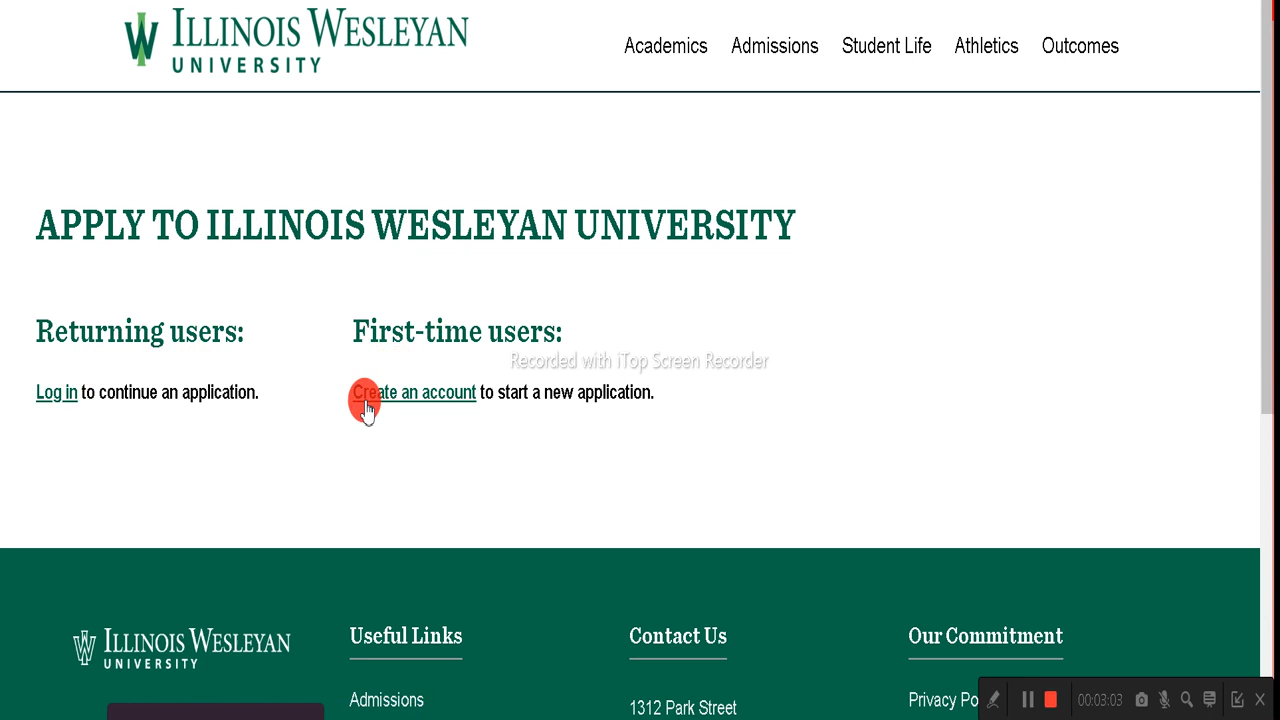 ILLINOIS WESLEYAN
UNIVERSITY
Academics Admissions Student Life Athletics Outcomes
APPLY TO ILLINOIS WESLEYAN UNIVERSITY
Returning users:
Log in to continue an application.
First-time users:
Create an account to start a new application.
Recorded with iTop Screen Recorder
ILLINOIS WESLEYAN
UNIVERSITY
Useful Links
Admissions
Contact Us
1312 Park Street
Our Commitment
Privacy Po
00:03:03